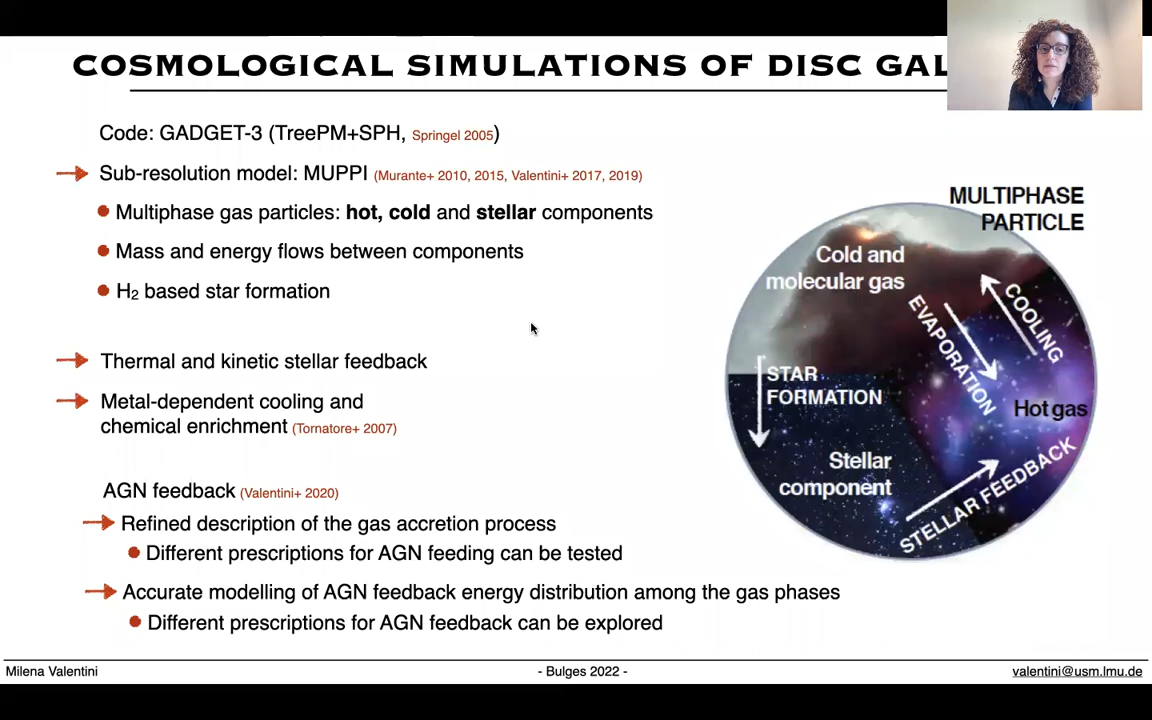 COSMOLOGICAL SIMULATIONS OF DISC GAL
Code: GADGET-3 (TreePM+SPH, Springel 2005)
Sub-resolution model: MUPPI (Murante+ 2010, 2015, Valentini+ 2017, 2019)
Multiphase gas particles: hot, cold and stellar components
Mass and energy flows between components
H₂ based star formation
Thermal and kinetic stellar feedback
Metal-dependent cooling and
chemical enrichment (Tornatore+ 2007)
AGN feedback (Valentini+ 2020)
Refined description of the gas accretion process
Different prescriptions for AGN feeding can be tested
Accurate modelling of AGN feedback energy distribution among the gas phases
Different prescriptions for AGN feedback can be explored
MULTIPHASE
PARTICLE
Cold and
molecular gas
COOLING
EVAPORATION
STAR
FORMATION
Hot gas
Stellar
component
STELLAR FEEDBACK
Milena Valentini
- Bulges 2022 -
valentini@usm.lmu.de